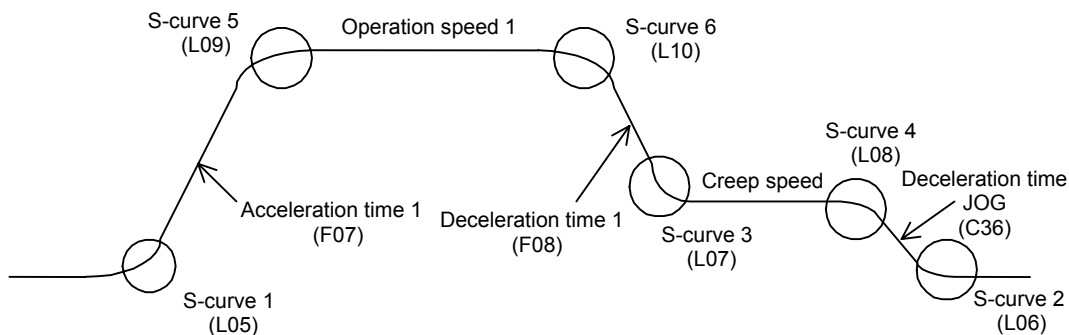 S-curve 5
(L09)
Operation speed 1
S-curve 6
(L10)
S-curve 4
(L08)
Creep speed
Deceleration time
JOG
(C36)
Acceleration time 1
(F07)
Deceleration time 1
(F08)
S-curve 3
(L07)
S-curve 1
(L05)
S-curve 2
(L06)